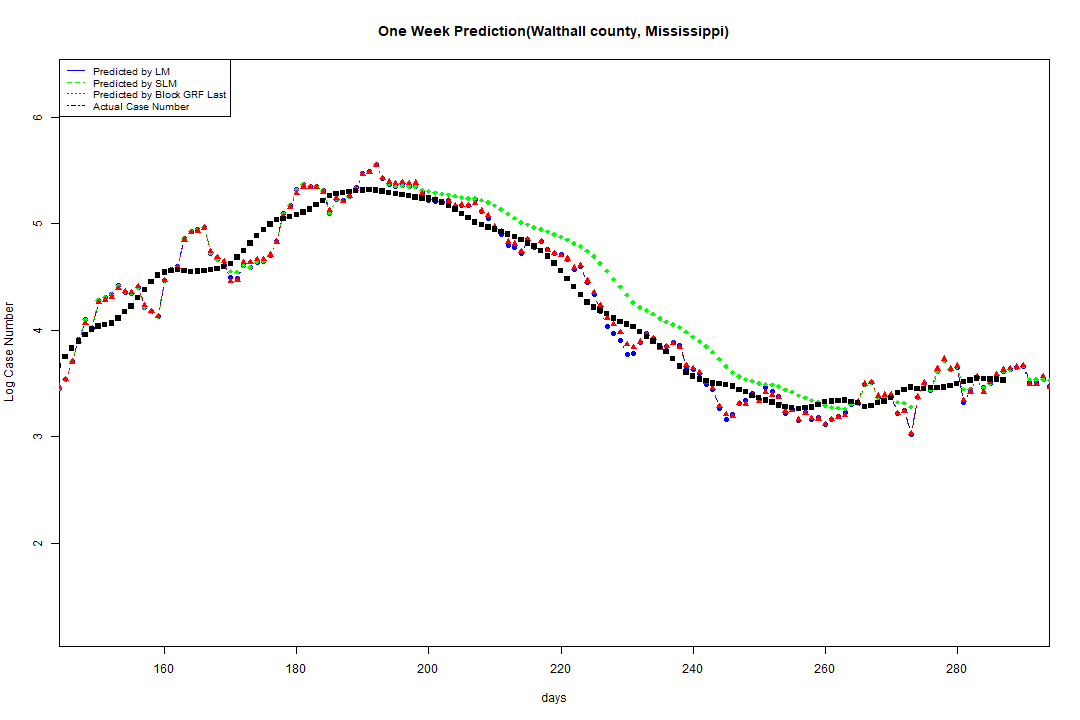 One Week Prediction(Walthall county, Mississippi)
Predicted by LM
Predicted by SLM
Predicted by Block GRF Last
Actual Case Number
Log Case Number
6
5
4
3
2
160 180 200 220 240 260 280
days